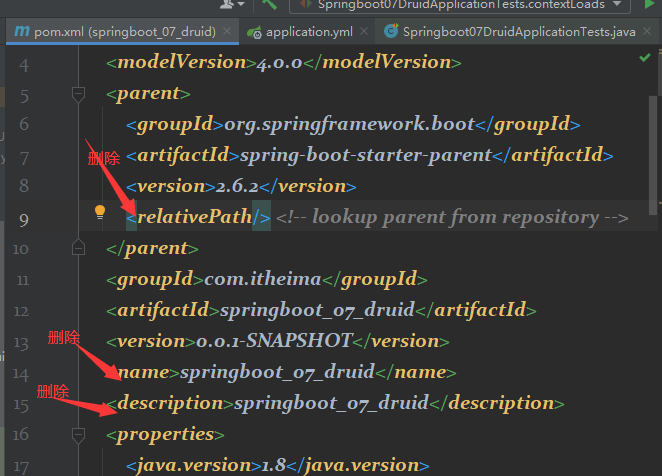 Springboot07DruidApplicationTests.contextLoads
pom.xml (springboot_07_druid) application.yml Springboot07DruidApplicationTests.java
4 <modelVersion>4.0.0</modelVersion>
5 <parent>
6 <groupId>org.springframework.boot</groupId>
7 <artifactId>spring-boot-starter-parent</artifactId>
删除
8 <version>2.6.2</version>
9 <relativePath/> <!-- lookup parent from repository -->
10 </parent>
11 <groupId>com.itheima</groupId>
12 <artifactId>springboot_07_druid</artifactId>
13 <version>0.0.1-SNAPSHOT</version>
删除
14 <name>springboot_07_druid</name>
删除
15 <description>springboot_07_druid</description>
16 <properties>
17 <java.version>1.8</java.version>